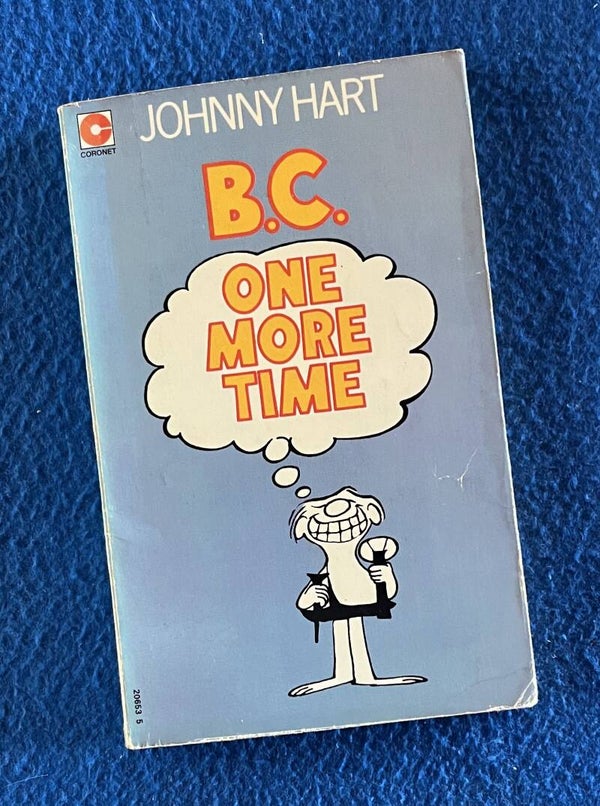 CORONET
JOHNNY HART
B.C.
ONE
MORE
TIME
20653 5